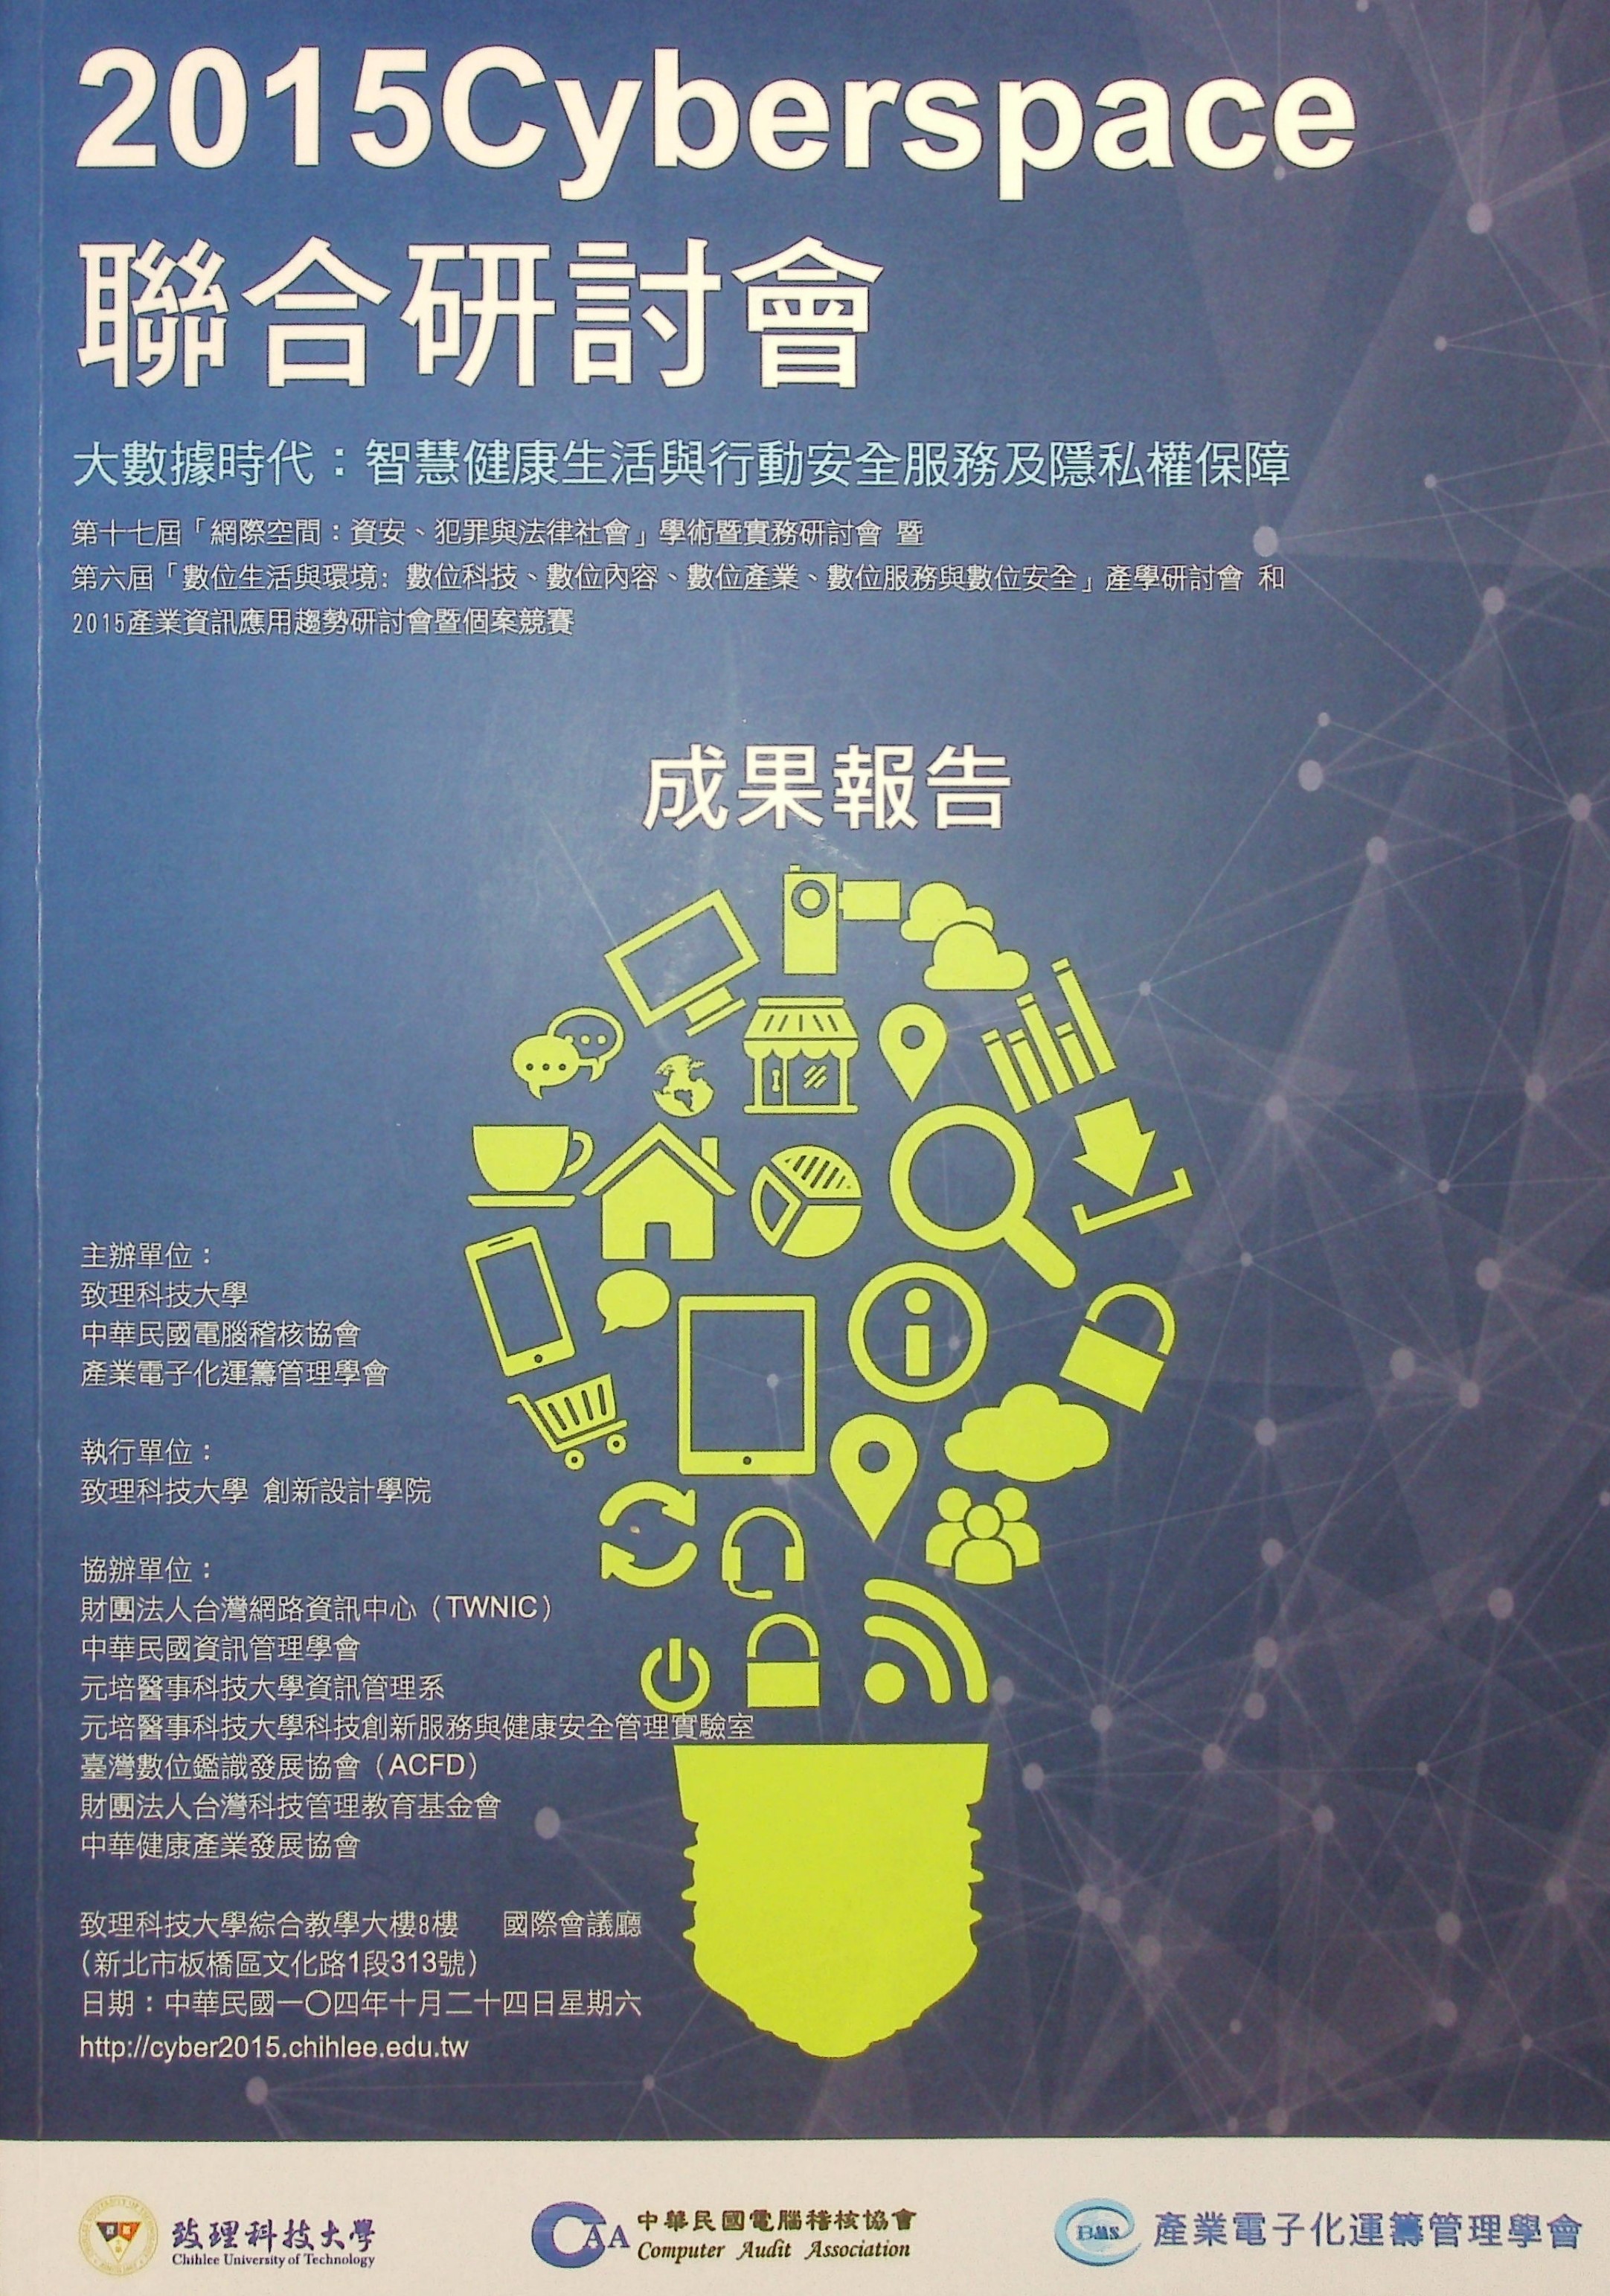 2015Cyberspace
聯合研討會
大數據時代：智慧健康生活與行動安全服務及隱私權保障
第十七屆「網際空間：資安、犯罪與法律社會」學術暨實務研討會 暨
第六屆「數位生活與環境: 數位科技、數位內容、數位產業、數位服務與數位安全」產學研討會 和
2015產業資訊應用趨勢研討會暨個案競賽
成果報告
主辦單位：
致理科技大學
中華民國電腦稽核協會
產業電子化運籌管理學會
執行單位：
致理科技大學 創新設計學院
協辦單位：
財團法人台灣網路資訊中心（TWNIC）
中華民國資訊管理學會
元培醫事科技大學資訊管理系
元培醫事科技大學科技創新服務與健康安全管理實驗室
臺灣數位鑑識發展協會（ACFD）
財團法人台灣科技管理教育基金會
中華健康產業發展協會
致理科技大學綜合教學大樓8樓 國際會議廳
（新北市板橋區文化路1段313號）
日期：中華民國一〇四年十月二十四日星期六
http://cyber2015.chihlee.edu.tw
致理科技大學
Chihlee University of Technology
CAA
中華民國電腦稽核協會
Computer Audit Association
EMS
產業電子化運籌管理學會